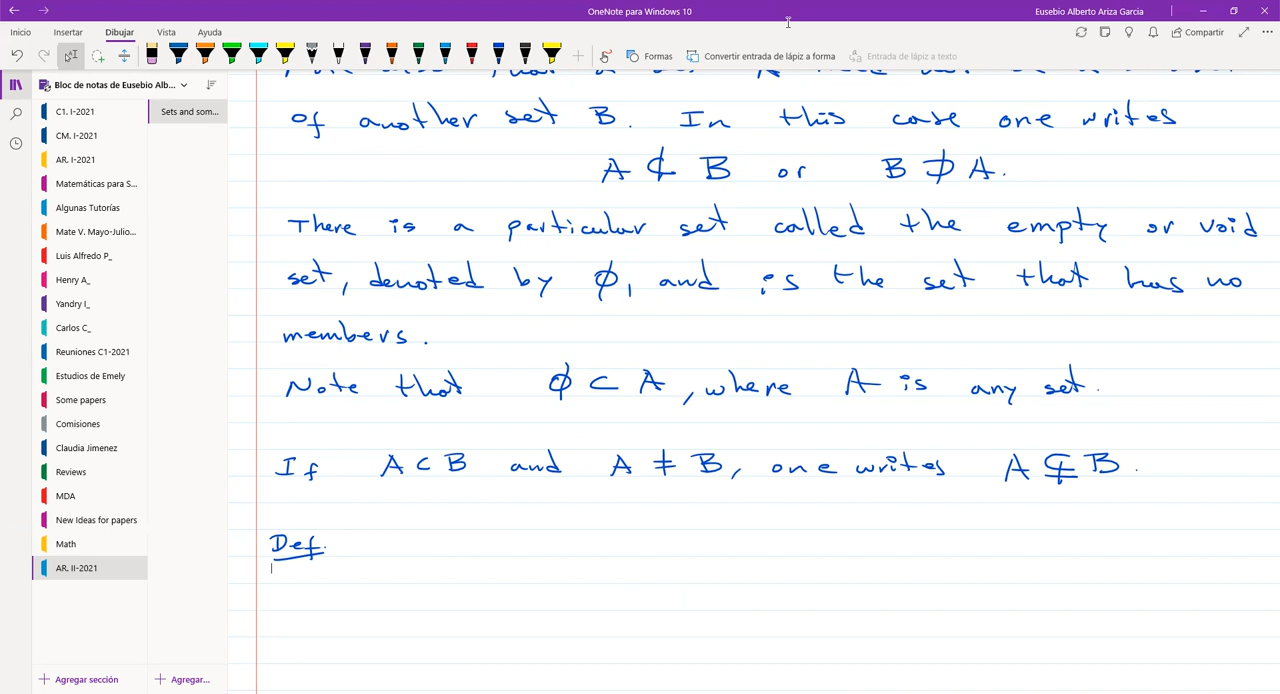 OneNote para Windows 10
Eusebio Alberto Ariza Garcia
Inicio Insertar Dibujar Vista Ayuda
Compartir
Formas Convertir entrada de lápiz a forma Entrada de lápiz a texto
Bloc de notas de Eusebio Alb...
C1. I-2021
CM. I-2021
AR. I-2021
Matemáticas para S...
Algunas Tutorías
Mate V. Mayo-Julio...
Luis Alfredo P_
Henry A_
Yandry I_
Carlos C_
Reuniones C1-2021
Estudios de Emely
Some papers
Comisiones
Claudia Jimenez
Reviews
MDA
New Ideas for papers
Math
AR. II-2021
Agregar sección
Sets and som...
Agregar...
of another set B. In this case one writes
A ⊄ B or B ⊅ A.
There is a particular set called the empty or void
set, denoted by ϕ, and is the set that has no
members.
Note that ϕ ⊂ A, where A is any set.
If A ⊂ B and A ≠ B, one writes A ⊊ B.
Def.